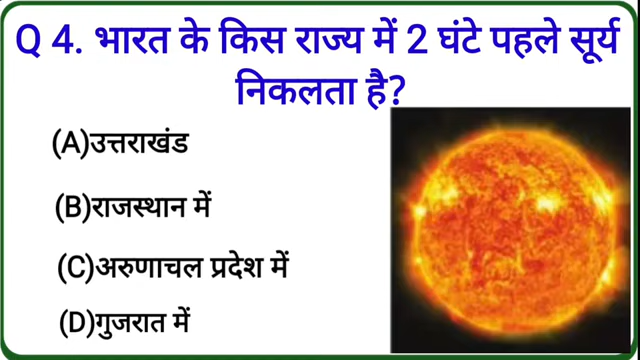 Q 4. भारत के किस राज्य में 2 घंटे पहले सूर्य
निकलता है?
(A)उत्तराखंड
(B)राजस्थान में
(C)अरुणाचल प्रदेश में
(D)गुजरात में